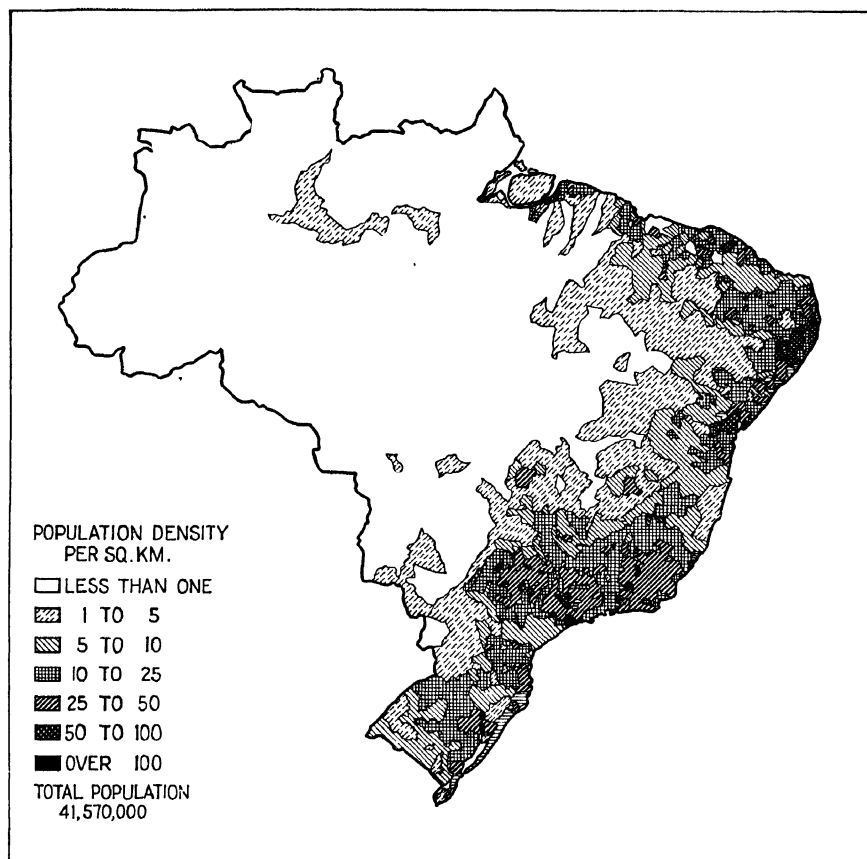 POPULATION DENSITY
PER SQ.KM.
LESS THAN ONE
1 TO 5
5 TO 10
10 TO 25
25 TO 50
50 TO 100
OVER 100
TOTAL POPULATION
41,570,000